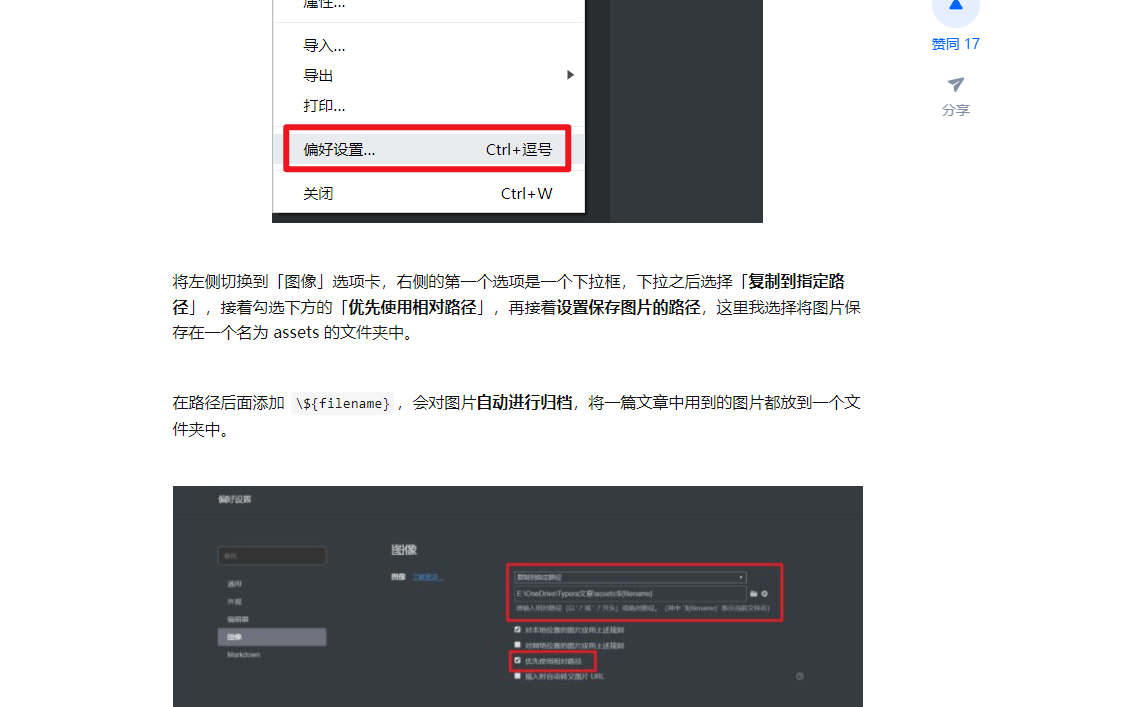 属性...
导入...
导出
打印...
偏好设置... Ctrl+逗号
关闭 Ctrl+W
赞同 17
分享
将左侧切换到「图像」选项卡，右侧的第一个选项是一个下拉框，下拉之后选择「复制到指定路
径」，接着勾选下方的「优先使用相对路径」，再接着设置保存图片的路径，这里我选择将图片保
存在一个名为 assets 的文件夹中。
在路径后面添加 \${filename} ，会对图片自动进行归档，将一篇文章中用到的图片都放到一个文
件夹中。
偏好设置
查找...
通用
外观
编辑器
图像
Markdown
图像
图像 了解更多...
复制到指定路径
E:\OneDrive\Typora文章\assets\${filename}
请输入相对路径（以 './' 或 '../' 开头）或绝对路径。（其中 '${filename}' 表示当前文件名）
对本地位置的图片应用上述规则
对网络位置的图片应用上述规则
优先使用相对路径
插入时自动转义图片 URL